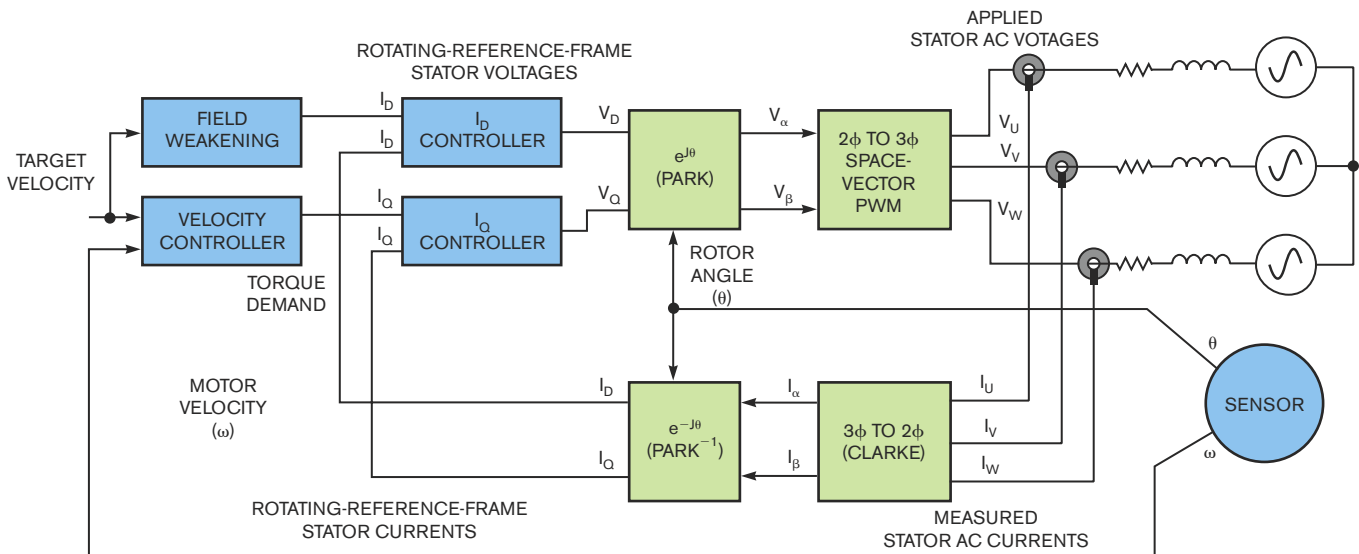 APPLIED
STATOR AC VOTAGES
ROTATING-REFERENCE-FRAME
STATOR VOLTAGES
TARGET
VELOCITY
FIELD
WEAKENING
I_D
I_D
I_D
CONTROLLER
V_D
e^Jθ
(PARK)
V_α
2ϕ TO 3ϕ
SPACE-
VECTOR
PWM
V_U
V_V
V_W
VELOCITY
CONTROLLER
I_Q
I_Q
I_Q
CONTROLLER
V_Q
V_β
TORQUE
DEMAND
ROTOR
ANGLE
(θ)
MOTOR
VELOCITY
(ω)
I_D
I_Q
e^−Jθ
(PARK^−1)
I_α
I_β
3ϕ TO 2ϕ
(CLARKE)
I_U
I_V
I_W
θ
SENSOR
ω
ROTATING-REFERENCE-FRAME
STATOR CURRENTS
MEASURED
STATOR AC CURRENTS